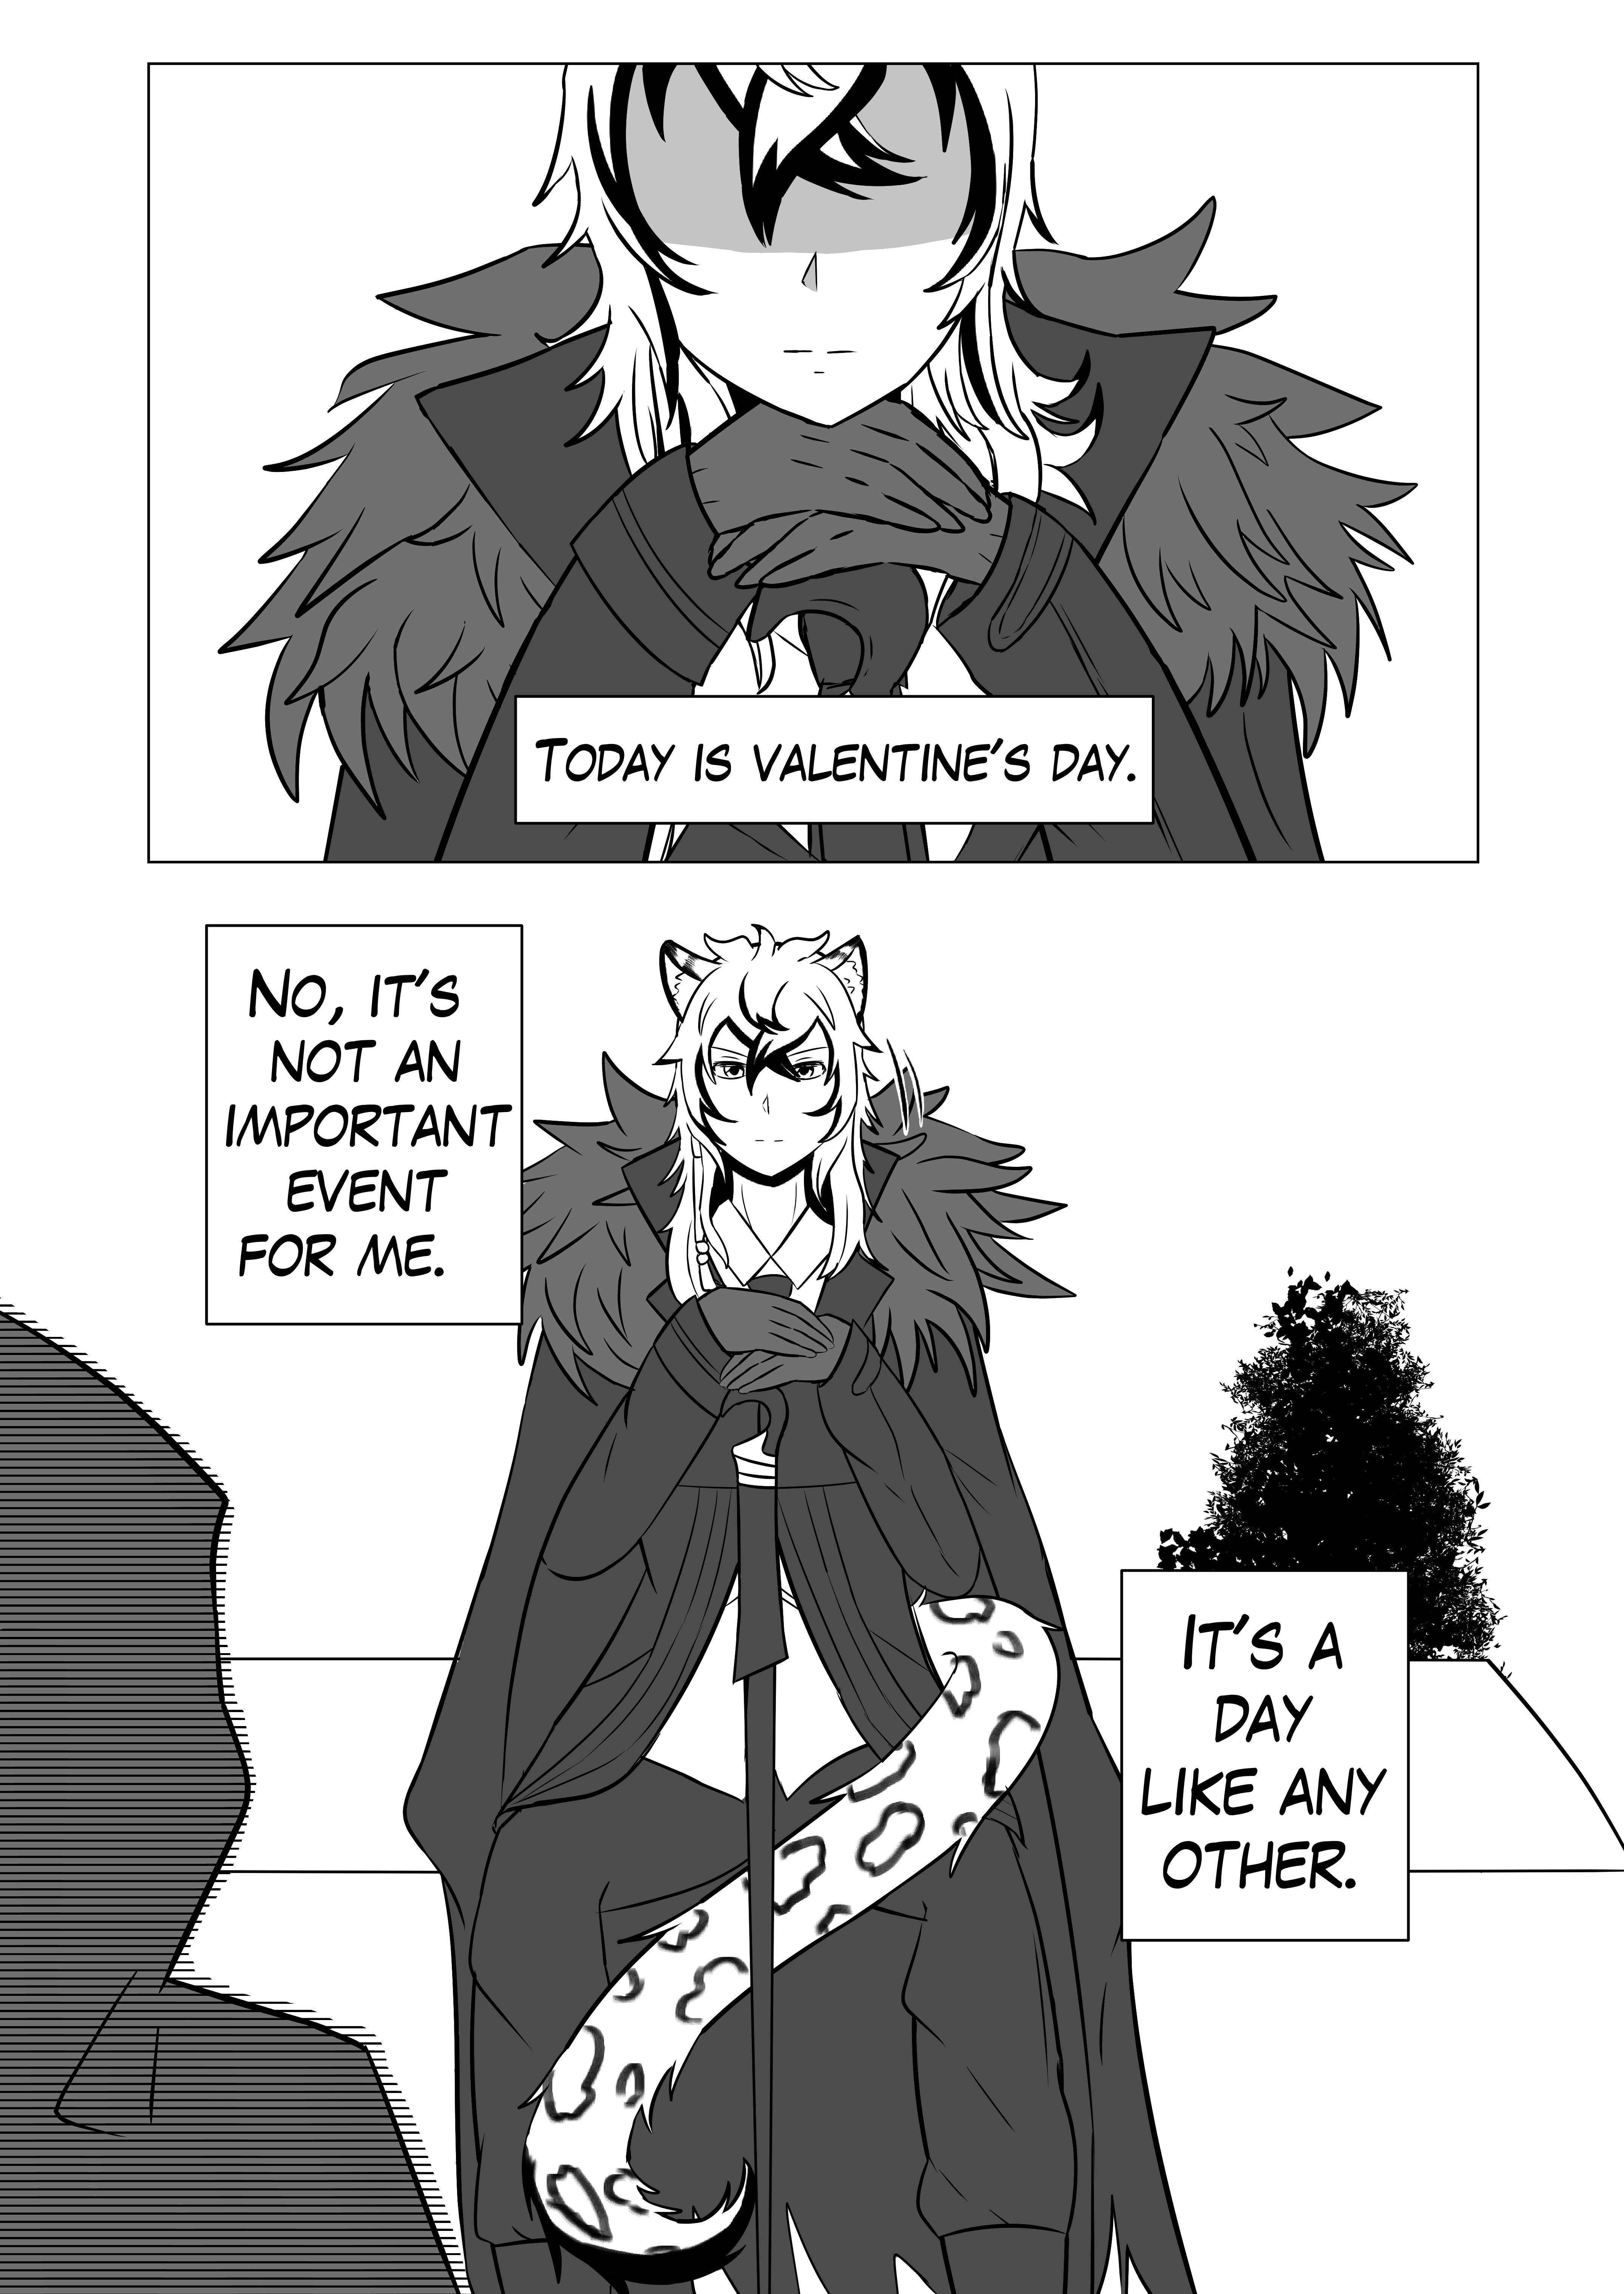 Today is valentine's day.
No, it's
not an
important
event
for me.
It's a
day
like any
other.